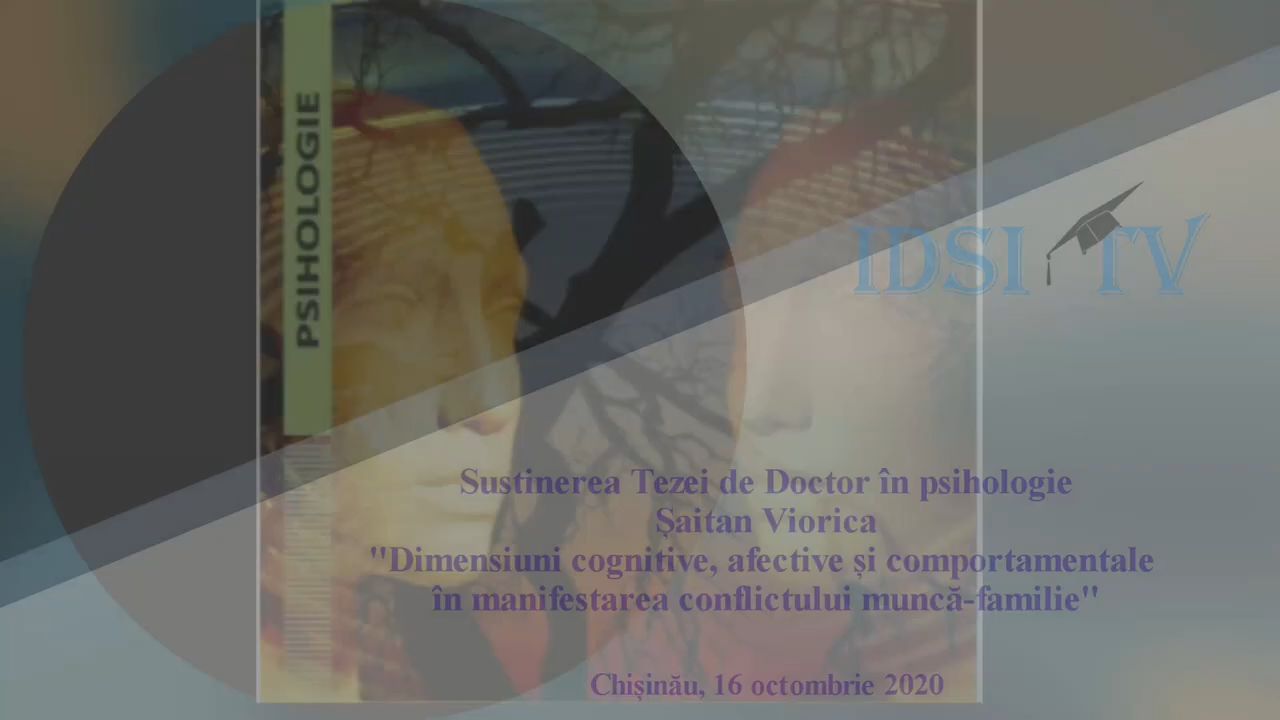 PSIHOLOGIE
IDSI TV
Sustinerea Tezei de Doctor în psihologie
Șaitan Viorica
"Dimensiuni cognitive, afective și comportamentale
în manifestarea conflictului muncă-familie"
Chișinău, 16 octombrie 2020